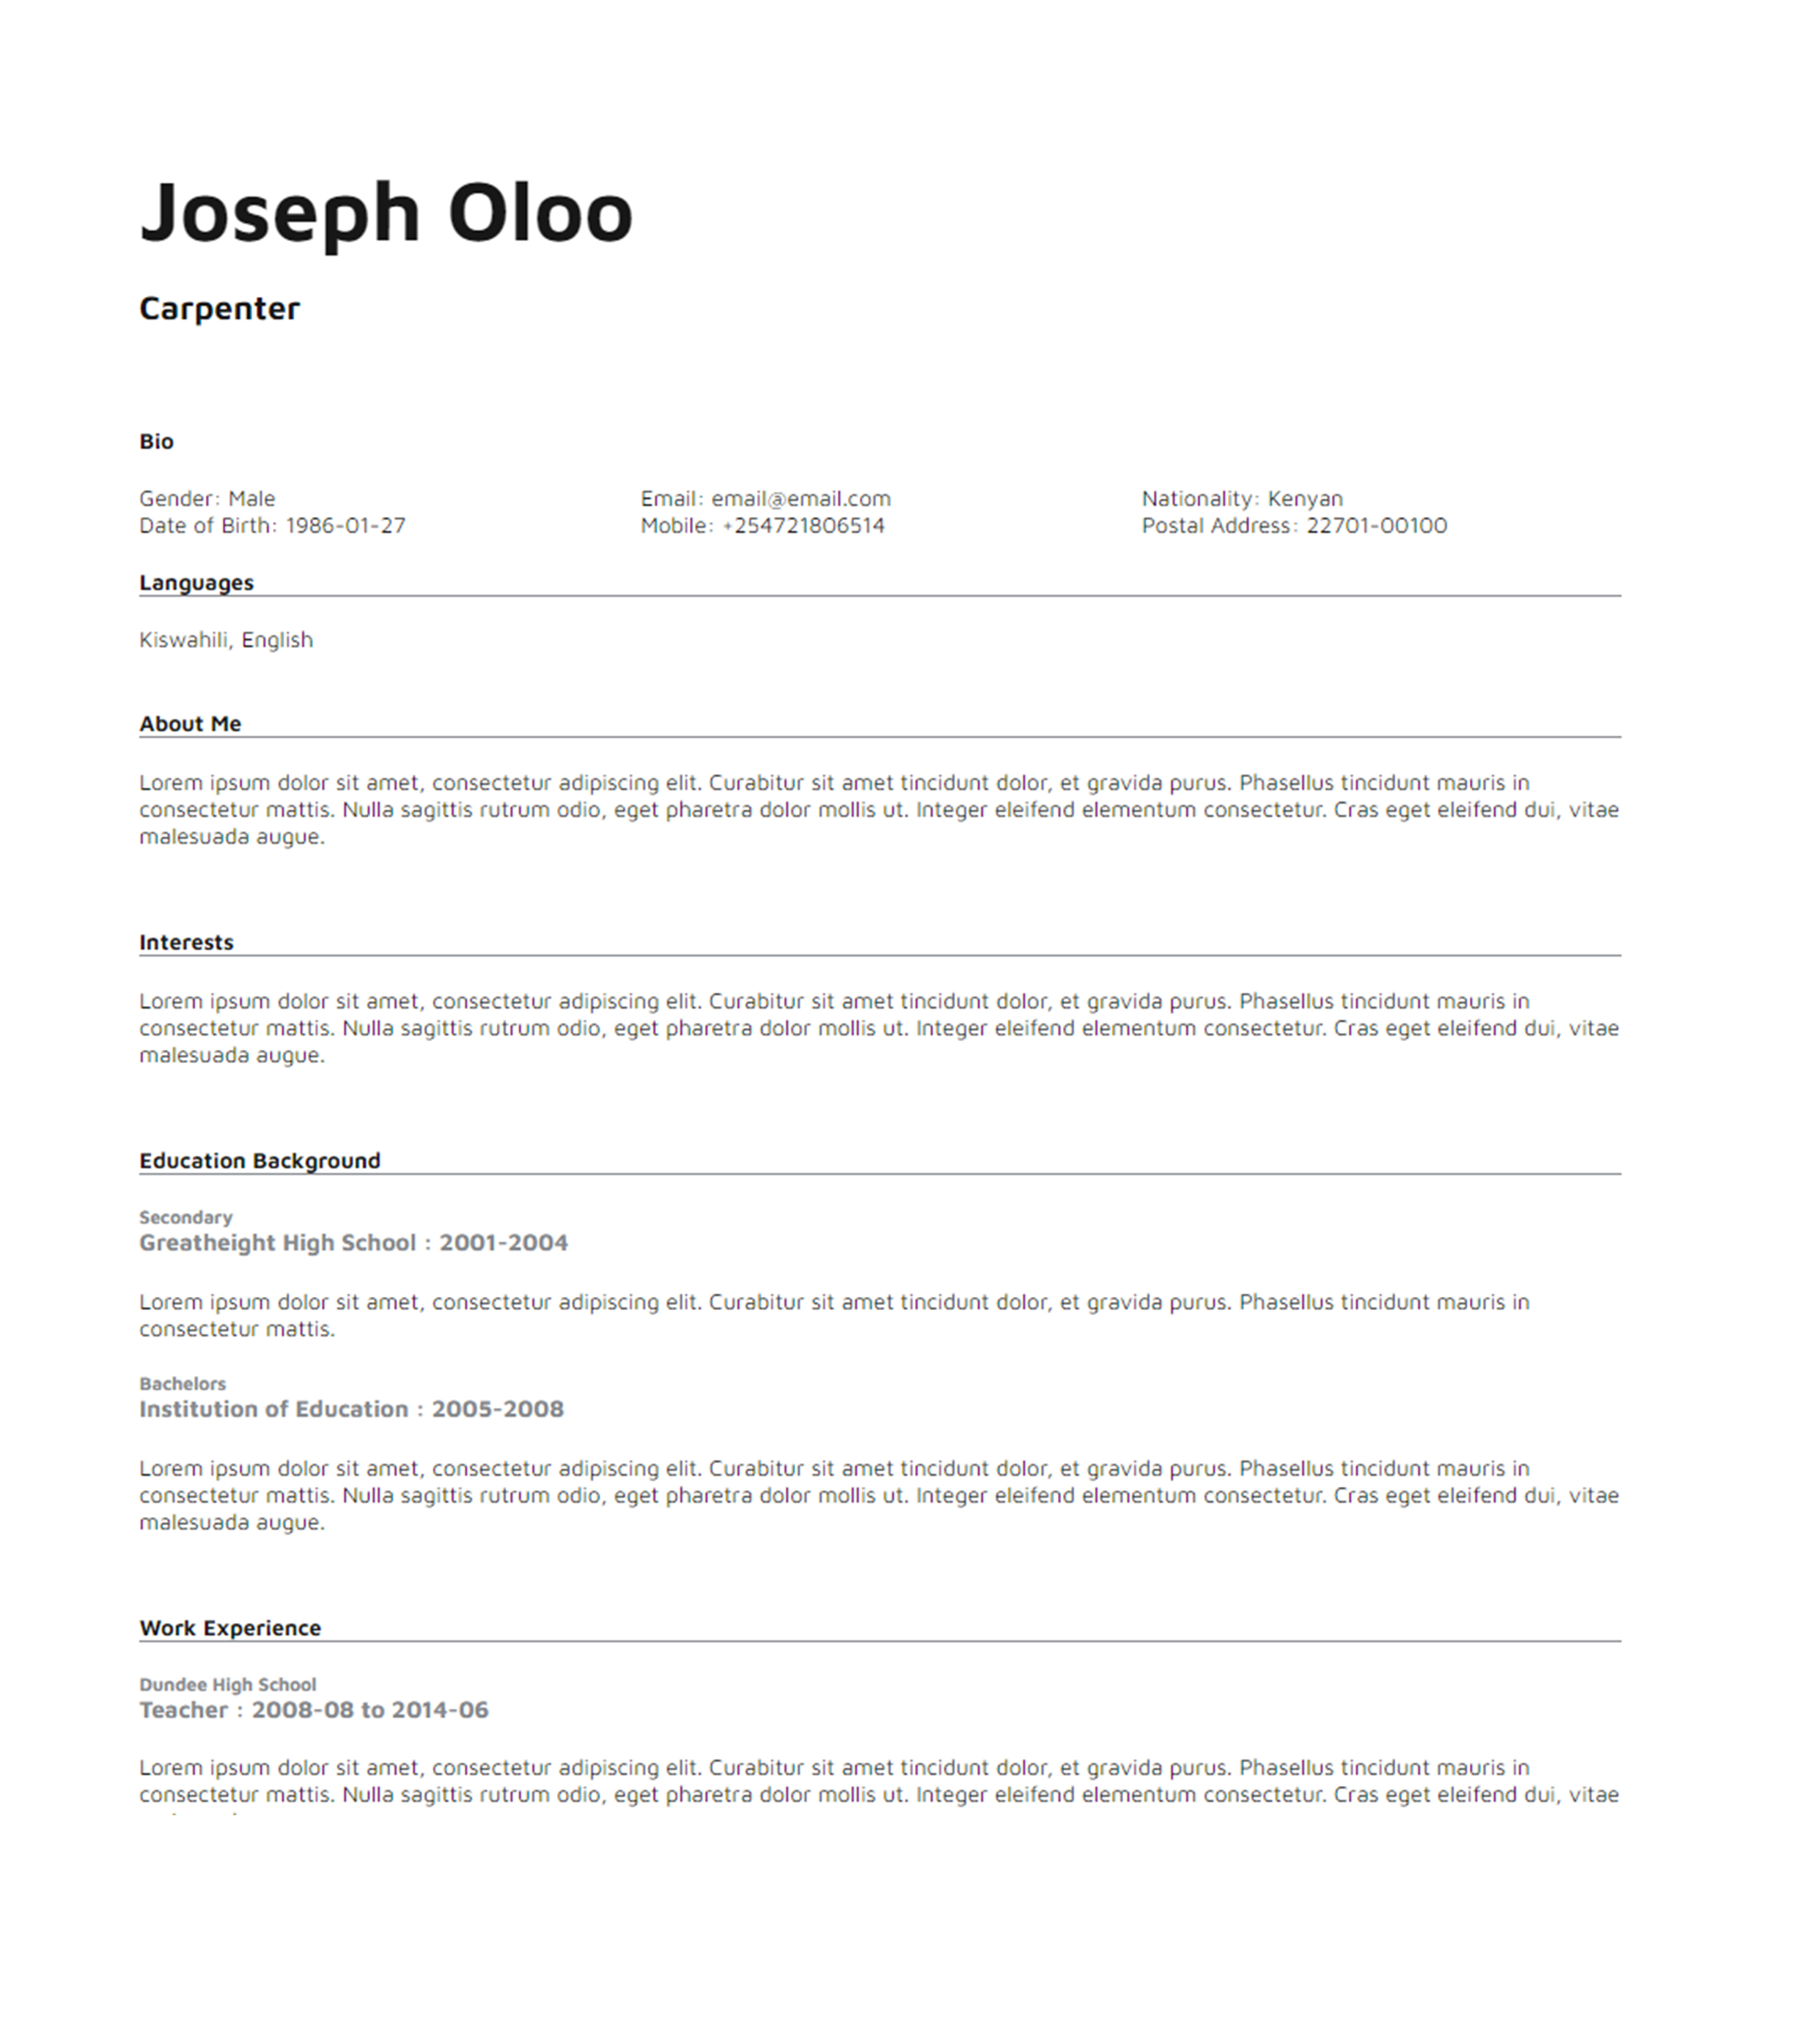 Joseph Oloo
Carpenter
Bio
Gender: Male
Date of Birth: 1986-01-27
Email: email@email.com
Mobile: +254721806514
Nationality: Kenyan
Postal Address: 22701-00100
Languages
Kiswahili, English
About Me
Lorem ipsum dolor sit amet, consectetur adipiscing elit. Curabitur sit amet tincidunt dolor, et gravida purus. Phasellus tincidunt mauris in
consectetur mattis. Nulla sagittis rutrum odio, eget pharetra dolor mollis ut. Integer eleifend elementum consectetur. Cras eget eleifend dui, vitae
malesuada augue.
Interests
Lorem ipsum dolor sit amet, consectetur adipiscing elit. Curabitur sit amet tincidunt dolor, et gravida purus. Phasellus tincidunt mauris in
consectetur mattis. Nulla sagittis rutrum odio, eget pharetra dolor mollis ut. Integer eleifend elementum consectetur. Cras eget eleifend dui, vitae
malesuada augue.
Education Background
Secondary
Greatheight High School : 2001-2004
Lorem ipsum dolor sit amet, consectetur adipiscing elit. Curabitur sit amet tincidunt dolor, et gravida purus. Phasellus tincidunt mauris in
consectetur mattis.
Bachelors
Institution of Education : 2005-2008
Lorem ipsum dolor sit amet, consectetur adipiscing elit. Curabitur sit amet tincidunt dolor, et gravida purus. Phasellus tincidunt mauris in
consectetur mattis. Nulla sagittis rutrum odio, eget pharetra dolor mollis ut. Integer eleifend elementum consectetur. Cras eget eleifend dui, vitae
malesuada augue.
Work Experience
Dundee High School
Teacher : 2008-08 to 2014-06
Lorem ipsum dolor sit amet, consectetur adipiscing elit. Curabitur sit amet tincidunt dolor, et gravida purus. Phasellus tincidunt mauris in
consectetur mattis. Nulla sagittis rutrum odio, eget pharetra dolor mollis ut. Integer eleifend elementum consectetur. Cras eget eleifend dui, vitae